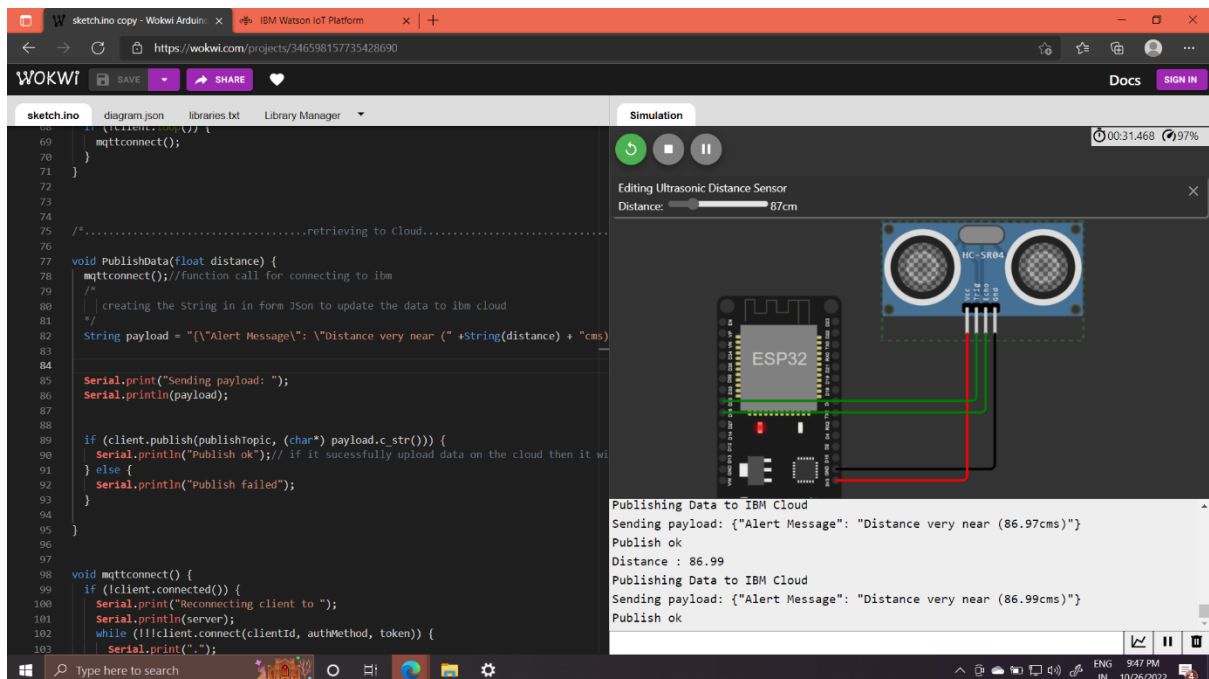 sketch.ino copy - Wokwi Arduino
IBM Watson IoT Platform
https://wokwi.com/projects/346598157735428690
WOKWi
SAVE
SHARE
Docs
SIGN IN
sketch.ino
diagram.json
libraries.txt
Library Manager
68 if (!client.loop()) {
69 mqttconnect();
70 }
71 }
72
73
74
75 /*.....................................retrieving to Cloud...............................
76
77 void PublishData(float distance) {
78 mqttconnect();//function call for connecting to ibm
79 /*
80 creating the String in in form JSon to update the data to ibm cloud
81 */
82 String payload = "{\"Alert Message\": \"Distance very near (" +String(distance) + "cms)
83
84
85 Serial.print("Sending payload: ");
86 Serial.println(payload);
87
88
89 if (client.publish(publishTopic, (char*) payload.c_str())) {
90 Serial.println("Publish ok");// if it sucessfully upload data on the cloud then it wi
91 } else {
92 Serial.println("Publish failed");
93 }
94
95 }
96
97
98 void mqttconnect() {
99 if (!client.connected()) {
100 Serial.print("Reconnecting client to ");
101 Serial.println(server);
102 while (!!!client.connect(clientId, authMethod, token)) {
103 Serial.print(".");
Simulation
00:31.468 97%
Editing Ultrasonic Distance Sensor
Distance: 87cm
HC-SR04
Vcc
Trig
Echo
Gnd
ESP32
Publishing Data to IBM Cloud
Sending payload: {"Alert Message": "Distance very near (86.97cms)"}
Publish ok
Distance : 86.99
Publishing Data to IBM Cloud
Sending payload: {"Alert Message": "Distance very near (86.99cms)"}
Publish ok
Type here to search
ENG
IN
9:47 PM
10/26/2022
4